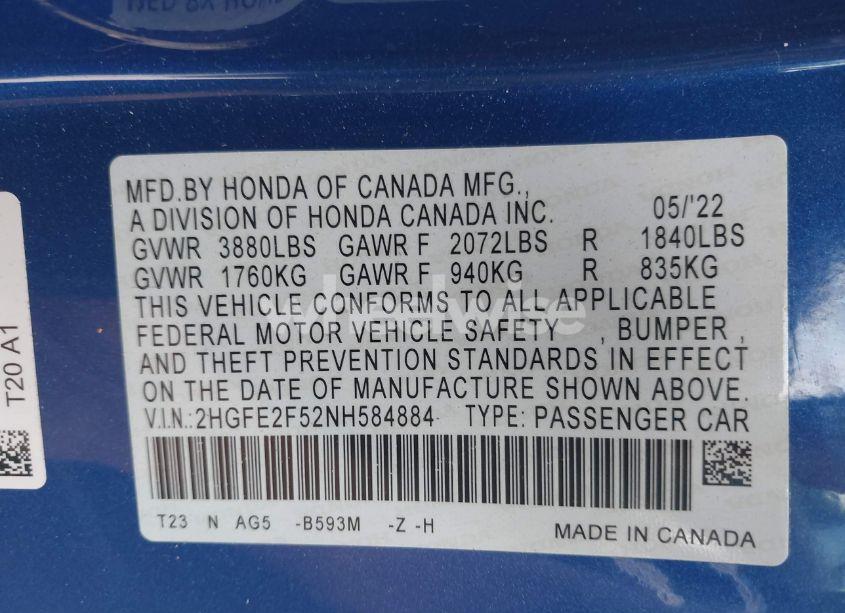 MFD.BY HONDA OF CANADA MFG.,
A DIVISION OF HONDA CANADA INC. 05/'22
GVWR 3880LBS GAWR F 2072LBS R 1840LBS
GVWR 1760KG GAWR F 940KG R 835KG
THIS VEHICLE CONFORMS TO ALL APPLICABLE
FEDERAL MOTOR VEHICLE SAFETY , BUMPER ,
AND THEFT PREVENTION STANDARDS IN EFFECT
ON THE DATE OF MANUFACTURE SHOWN ABOVE.
V.I.N.: 2HGFE2F52NH584884 TYPE: PASSENGER CAR
T23 N AG5 -B593M -Z -H
MADE IN CANADA
T20 A1
wheelwise